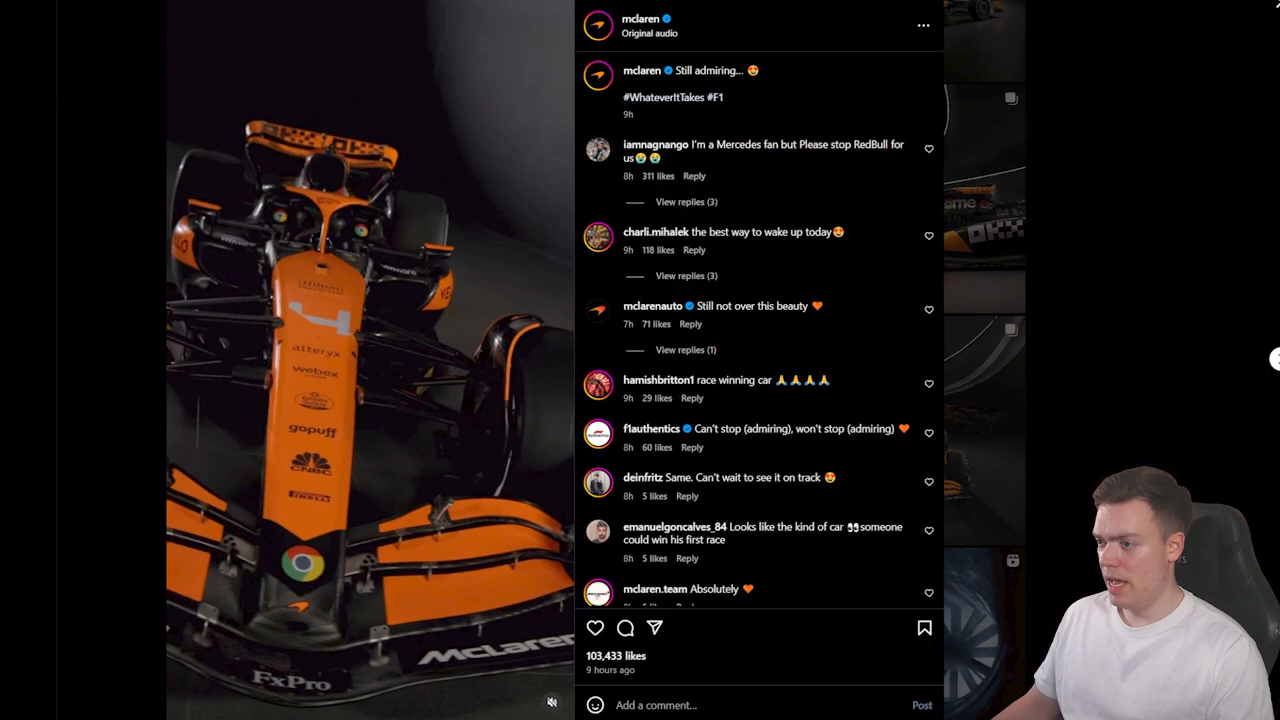 mclaren
Original audio
mclaren Still admiring... 😍
#WhateverItTakes #F1
9h
iamnagnango I'm a Mercedes fan but Please stop RedBull for
us😭😭
8h 311 likes Reply
View replies (3)
charli.mihalek the best way to wake up today😍
9h 118 likes Reply
View replies (3)
mclarenauto Still not over this beauty 🧡
7h 71 likes Reply
View replies (1)
hamishbritton1 race winning car 🙏🙏🙏🙏
9h 29 likes Reply
f1authentics Can't stop (admiring), won't stop (admiring) 🧡
8h 60 likes Reply
deinfritz Same. Can't wait to see it on track 😍
8h 5 likes Reply
emanuelgoncalves_84 Looks like the kind of car 👀someone
could win his first race
8h 5 likes Reply
mclaren.team Absolutely 🧡
103,433 likes
9 hours ago
Add a comment...
Post
4
alteryx
webex
gopuff
CNBC
PIRELLI
McLaren
FxPro
vmware